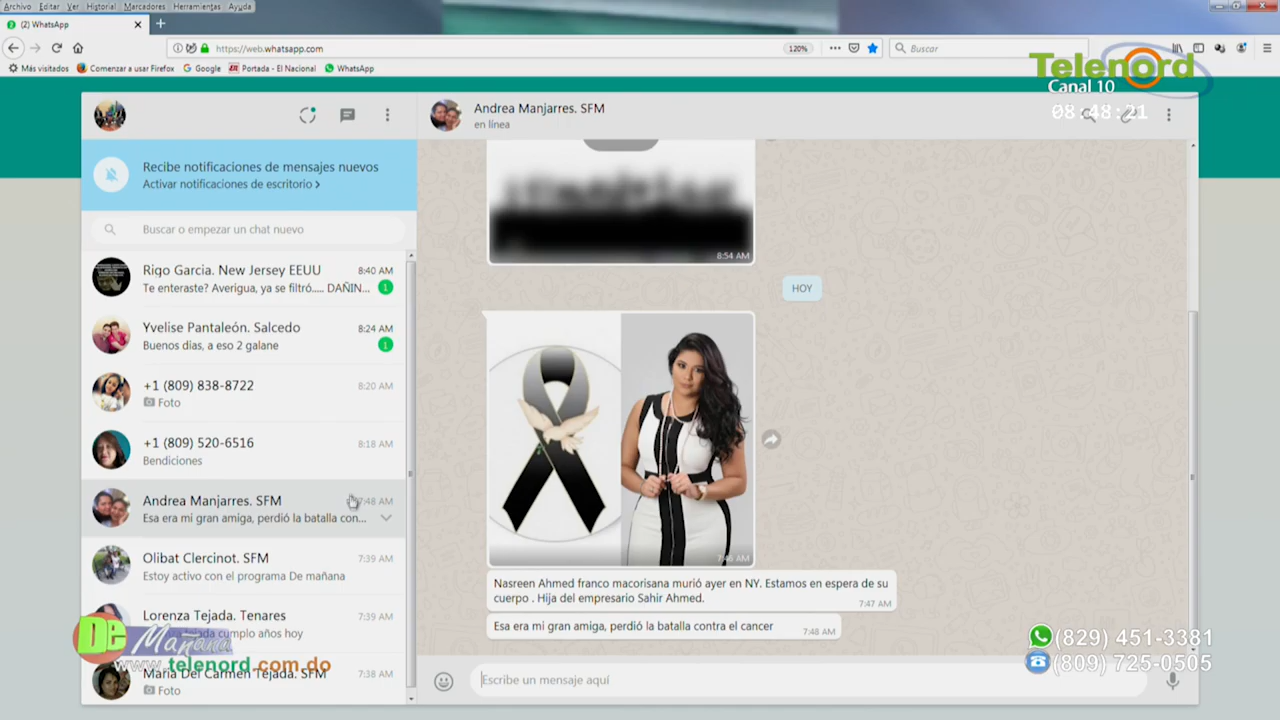 Archivo Editar Ver Historial Marcadores Herramientas Ayuda
(2) WhatsApp
https://web.whatsapp.com
120%
Buscar
Más visitados
Comenzar a usar Firefox
Google
Portada - El Nacional
WhatsApp
Telenord
Canal 10
08:48:21
Recibe notificaciones de mensajes nuevos
Activar notificaciones de escritorio >
Buscar o empezar un chat nuevo
Rigo Garcia. New Jersey EEUU 8:40 AM
Te enteraste? Averigua, ya se filtró..... DAÑIN... 1
Yvelise Pantaleón. Salcedo 8:24 AM
Buenos días, a eso 2 galane 1
+1 (809) 838-8722 8:20 AM
Foto
+1 (809) 520-6516 8:18 AM
Bendiciones
Andrea Manjarres. SFM 7:48 AM
Esa era mi gran amiga, perdió la batalla con...
Olibat Clercinot. SFM 7:39 AM
Estoy activo con el programa De mañana
Lorenza Tejada. Tenares 7:39 AM
cumplo años hoy
Maria Del Carmen Tejada. SFM 7:38 AM
Foto
De Mañana
www.telenord.com.do
Andrea Manjarres. SFM
en línea
8:54 AM
HOY
7:46 AM
Nasreen Ahmed franco macorisana murió ayer en NY. Estamos en espera de su
cuerpo . Hija del empresario Sahir Ahmed.
7:47 AM
Esa era mi gran amiga, perdió la batalla contra el cancer 7:48 AM
Escribe un mensaje aquí
(829) 451-3381
(809) 725-0505